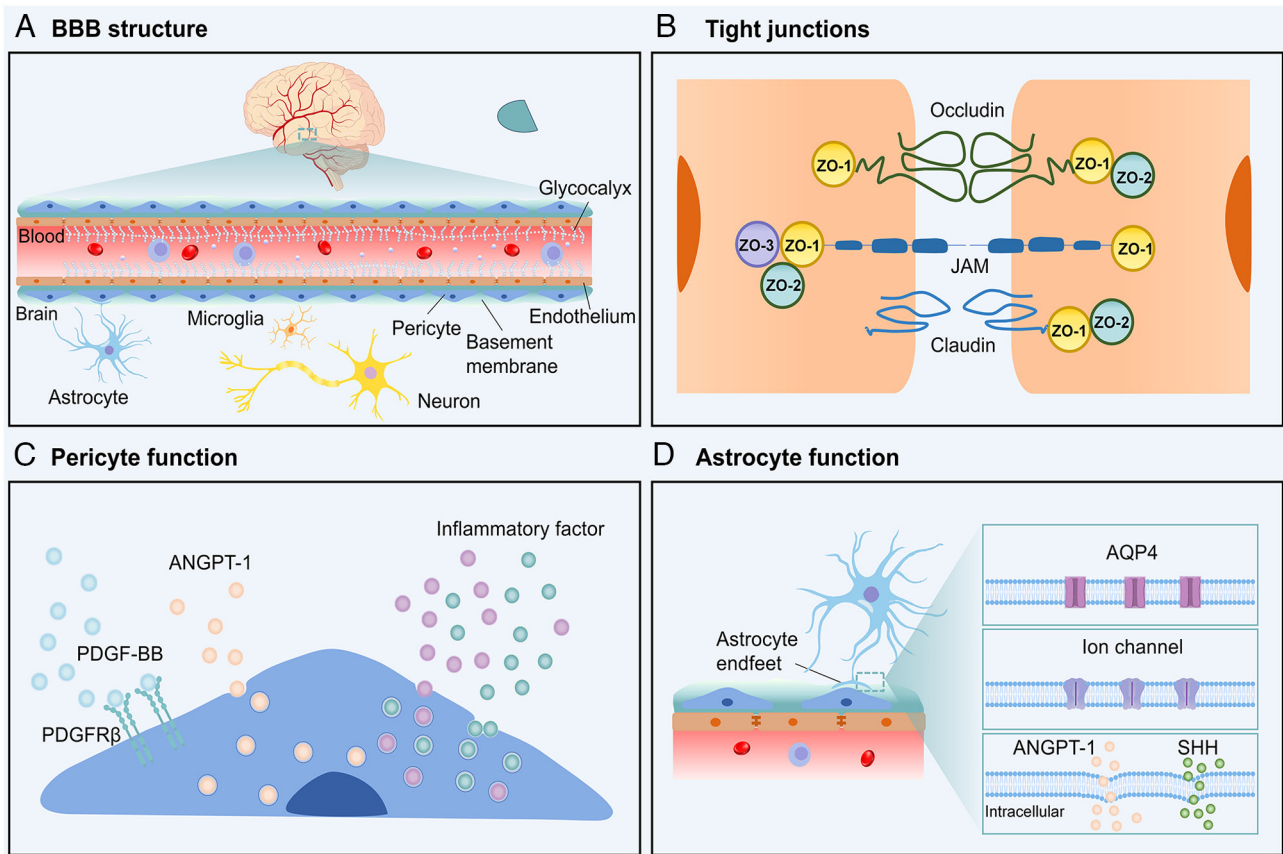 A BBB structure
Glycocalyx
Blood
Brain
Microglia
Pericyte
Endothelium
Basement
membrane
Astrocyte
Neuron
B Tight junctions
Occludin
ZO-1
ZO-1
ZO-2
ZO-3
ZO-1
ZO-2
JAM
ZO-1
Claudin
ZO-1
ZO-2
C Pericyte function
Inflammatory factor
ANGPT-1
PDGF-BB
PDGFRβ
D Astrocyte function
Astrocyte
endfeet
AQP4
Ion channel
ANGPT-1
SHH
Intracellular